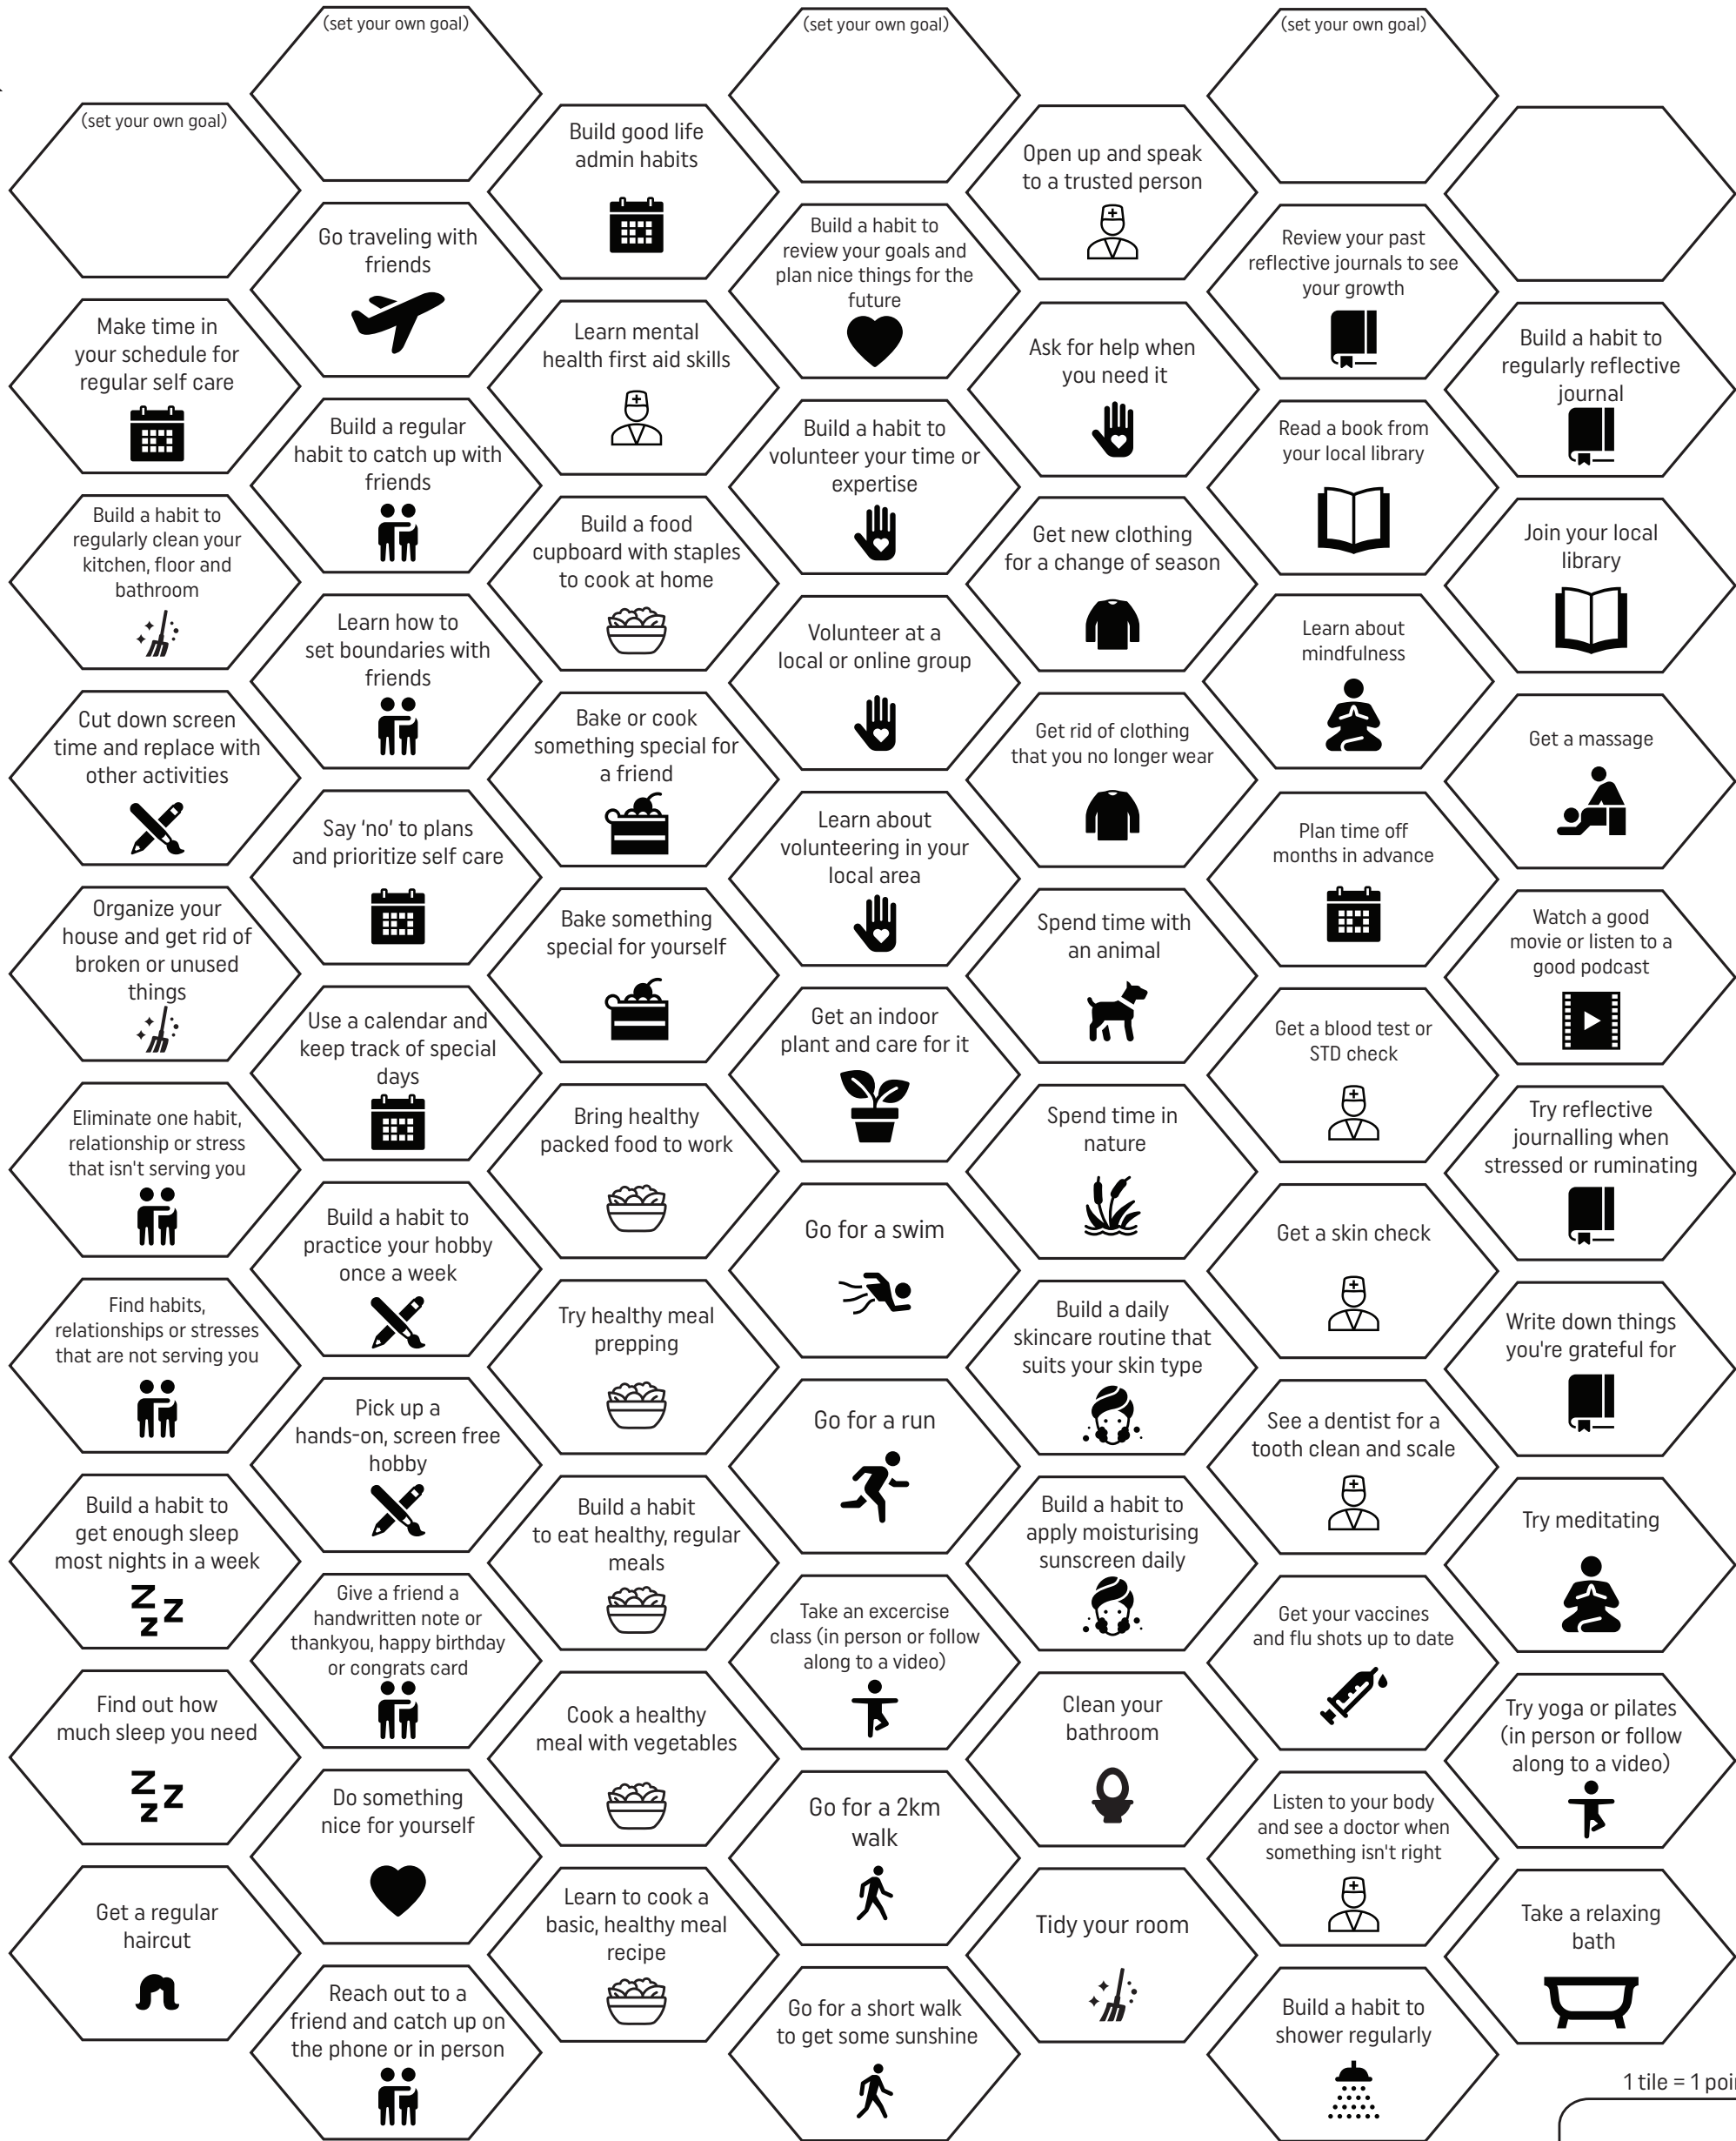 (set your own goal)
(set your own goal)
(set your own goal)
(set your own goal)
Build good life
admin habits
Open up and speak
to a trusted person
Go traveling with
friends
Build a habit to
review your goals and
plan nice things for the
future
Review your past
reflective journals to see
your growth
Make time in
your schedule for
regular self care
Learn mental
health first aid skills
Ask for help when
you need it
Build a habit to
regularly reflective
journal
Build a regular
habit to catch up with
friends
Build a habit to
volunteer your time or
expertise
Read a book from
your local library
Build a habit to
regularly clean your
kitchen, floor and
bathroom
Build a food
cupboard with staples
to cook at home
Get new clothing
for a change of season
Join your local
library
Learn how to
set boundaries with
friends
Volunteer at a
local or online group
Learn about
mindfulness
Cut down screen
time and replace with
other activities
Bake or cook
something special for
a friend
Get rid of clothing
that you no longer wear
Get a massage
Say 'no' to plans
and prioritize self care
Learn about
volunteering in your
local area
Plan time off
months in advance
Organize your
house and get rid of
broken or unused
things
Bake something
special for yourself
Spend time with
an animal
Watch a good
movie or listen to a
good podcast
Use a calendar and
keep track of special
days
Get an indoor
plant and care for it
Get a blood test or
STD check
Eliminate one habit,
relationship or stress
that isn't serving you
Bring healthy
packed food to work
Spend time in
nature
Try reflective
journalling when
stressed or ruminating
Build a habit to
practice your hobby
once a week
Go for a swim
Get a skin check
Find habits,
relationships or stresses
that are not serving you
Try healthy meal
prepping
Build a daily
skincare routine that
suits your skin type
Write down things
you're grateful for
Pick up a
hands-on, screen free
hobby
Go for a run
See a dentist for a
tooth clean and scale
Build a habit to
get enough sleep
most nights in a week
Z
Z
Z
Build a habit
to eat healthy, regular
meals
Build a habit to
apply moisturising
sunscreen daily
Try meditating
Give a friend a
handwritten note or
thankyou, happy birthday
or congrats card
Take an excercise
class (in person or follow
along to a video)
Get your vaccines
and flu shots up to date
Find out how
much sleep you need
Z
Z
Z
Cook a healthy
meal with vegetables
Clean your
bathroom
Try yoga or pilates
(in person or follow
along to a video)
Do something
nice for yourself
Go for a 2km
walk
Listen to your body
and see a doctor when
something isn't right
Get a regular
haircut
Learn to cook a
basic, healthy meal
recipe
Tidy your room
Take a relaxing
bath
Reach out to a
friend and catch up on
the phone or in person
Go for a short walk
to get some sunshine
Build a habit to
shower regularly
1 tile = 1